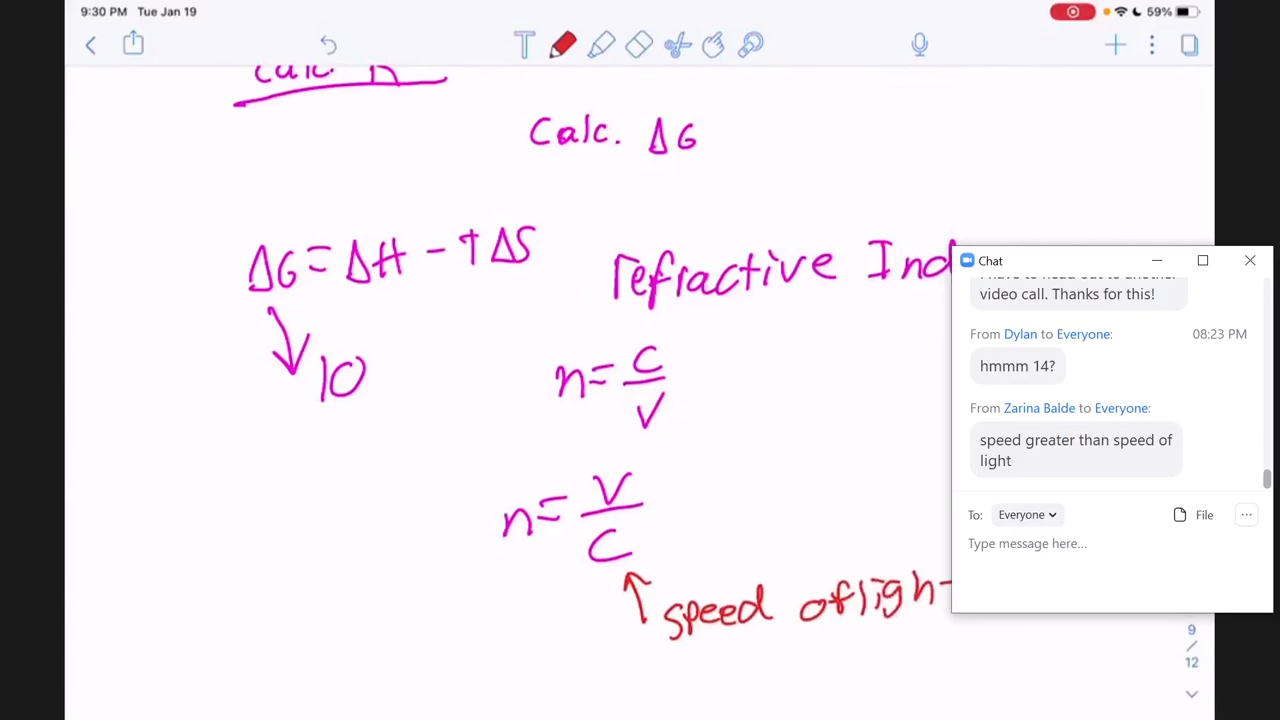 9:30 PM Tue Jan 19
59%
Calc. K
Calc. ΔG
ΔG = ΔH - TΔS
refractive Ind
10
n = c/v
n = v/c
speed of ligh
Chat
video call. Thanks for this!
From Dylan to Everyone: 08:23 PM
hmmm 14?
From Zarina Balde to Everyone:
speed greater than speed of
light
To: Everyone File
Type message here...
9
/
12